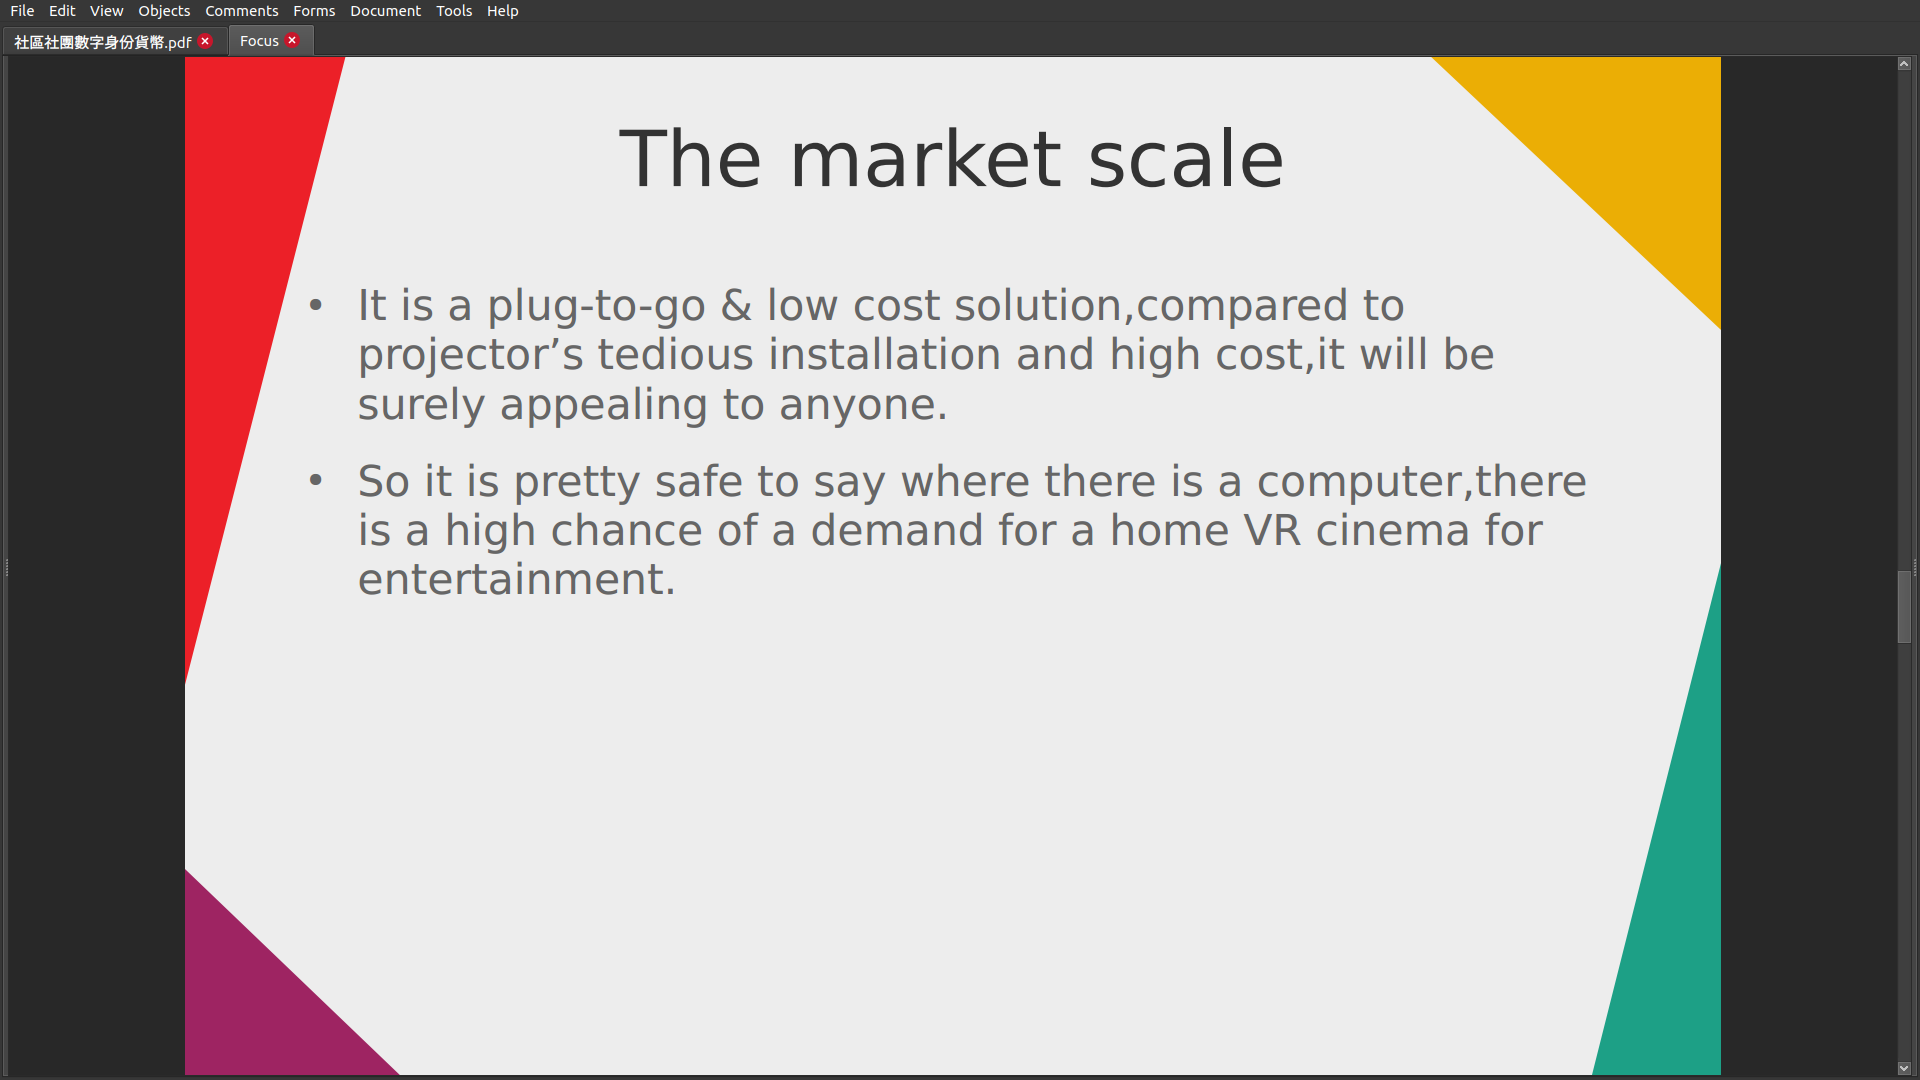 File Edit View Objects Comments Forms Document Tools Help
社區社團數字身份貨幣.pdf Focus
The market scale
• It is a plug-to-go & low cost solution,compared to
projector’s tedious installation and high cost,it will be
surely appealing to anyone.
• So it is pretty safe to say where there is a computer,there
is a high chance of a demand for a home VR cinema for
entertainment.